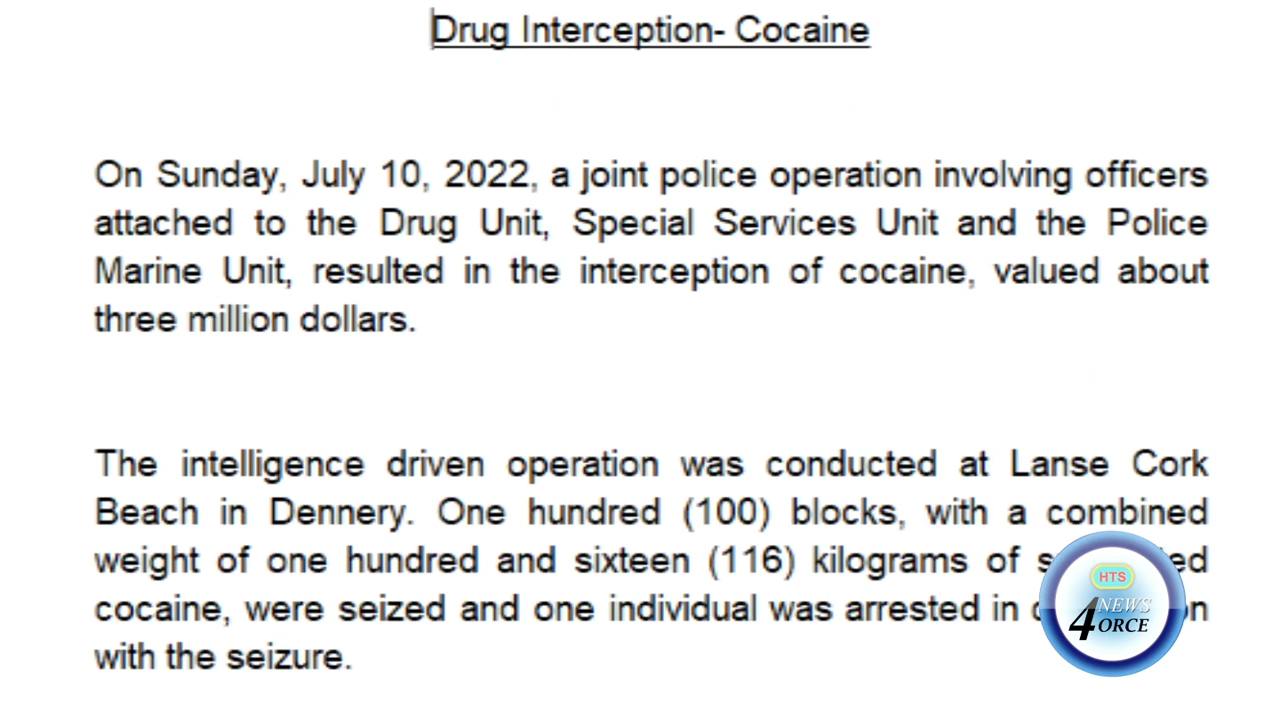 Drug Interception- Cocaine
On Sunday, July 10, 2022, a joint police operation involving officers
attached to the Drug Unit, Special Services Unit and the Police
Marine Unit, resulted in the interception of cocaine, valued about
three million dollars.
The intelligence driven operation was conducted at Lanse Cork
Beach in Dennery. One hundred (100) blocks, with a combined
weight of one hundred and sixteen (116) kilograms of
cocaine, were seized and one individual was arrested in
with the seizure.
HTS
NEWS
4ORCE